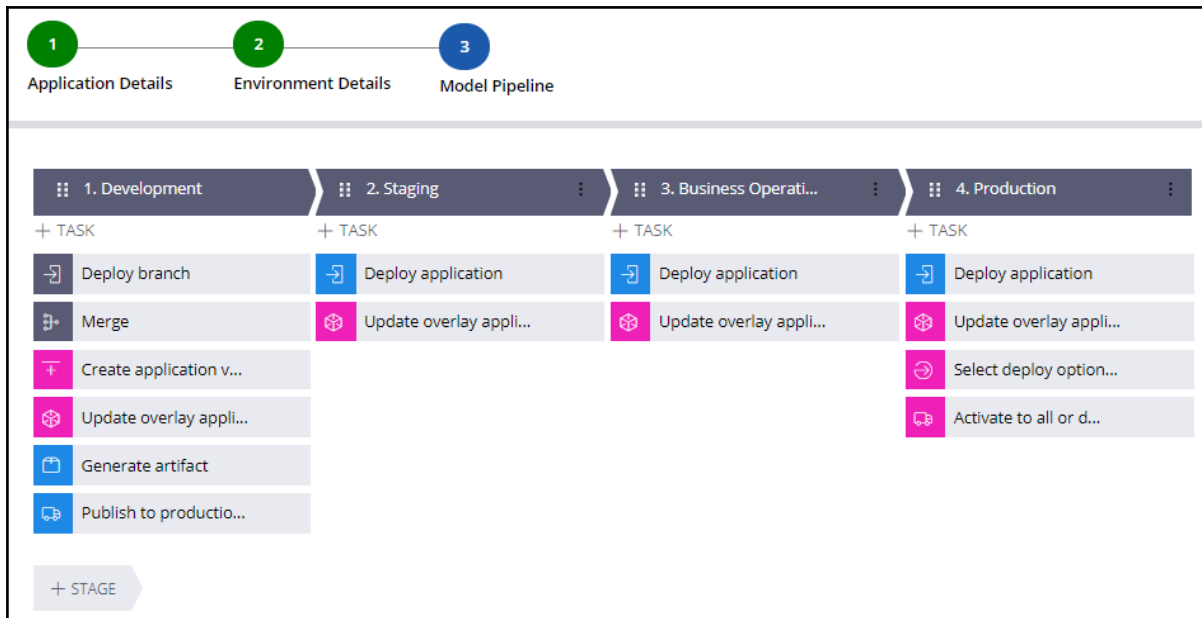 1
2
3
Application Details
Environment Details
Model Pipeline
1. Development
2. Staging
3. Business Operati...
4. Production
+ TASK
+ TASK
+ TASK
+ TASK
Deploy branch
Deploy application
Deploy application
Deploy application
Merge
Update overlay appli...
Update overlay appli...
Update overlay appli...
Create application v...
Select deploy option...
Update overlay appli...
Activate to all or d...
Generate artifact
Publish to productio...
+ STAGE